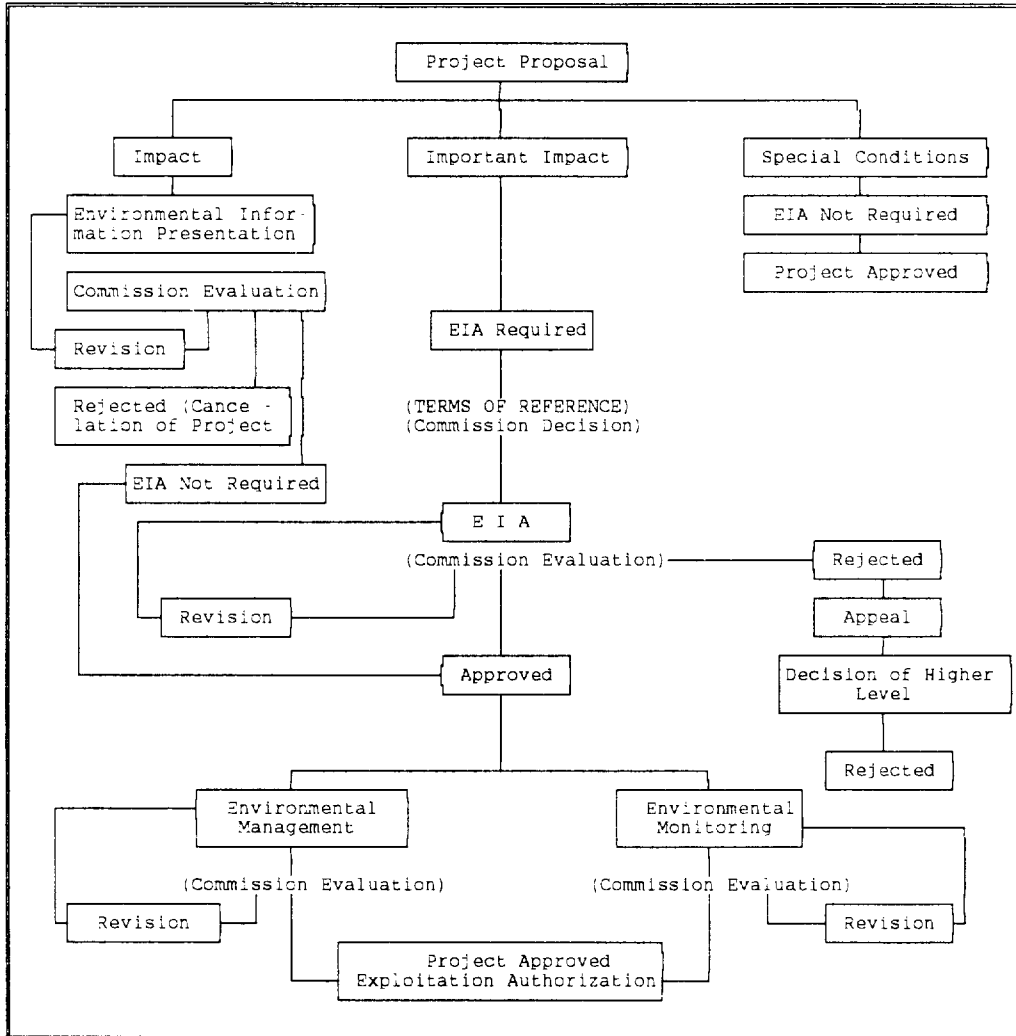 Project Proposal
Impact
Important Impact
Special Conditions
Environmental Infor-
mation Presentation
EIA Not Required
Project Approved
Commission Evaluation
EIA Required
Revision
Rejected (Cance -
lation of Project
(TERMS OF REFERENCE)
(Commission Decision)
EIA Not Required
E I A
(Commission Evaluation)
Rejected
Revision
Appeal
Approved
Decision of Higher
Level
Rejected
Environmental
Management
Environmental
Monitoring
(Commission Evaluation)
(Commission Evaluation)
Revision
Revision
Project Approved
Exploitation Authorization